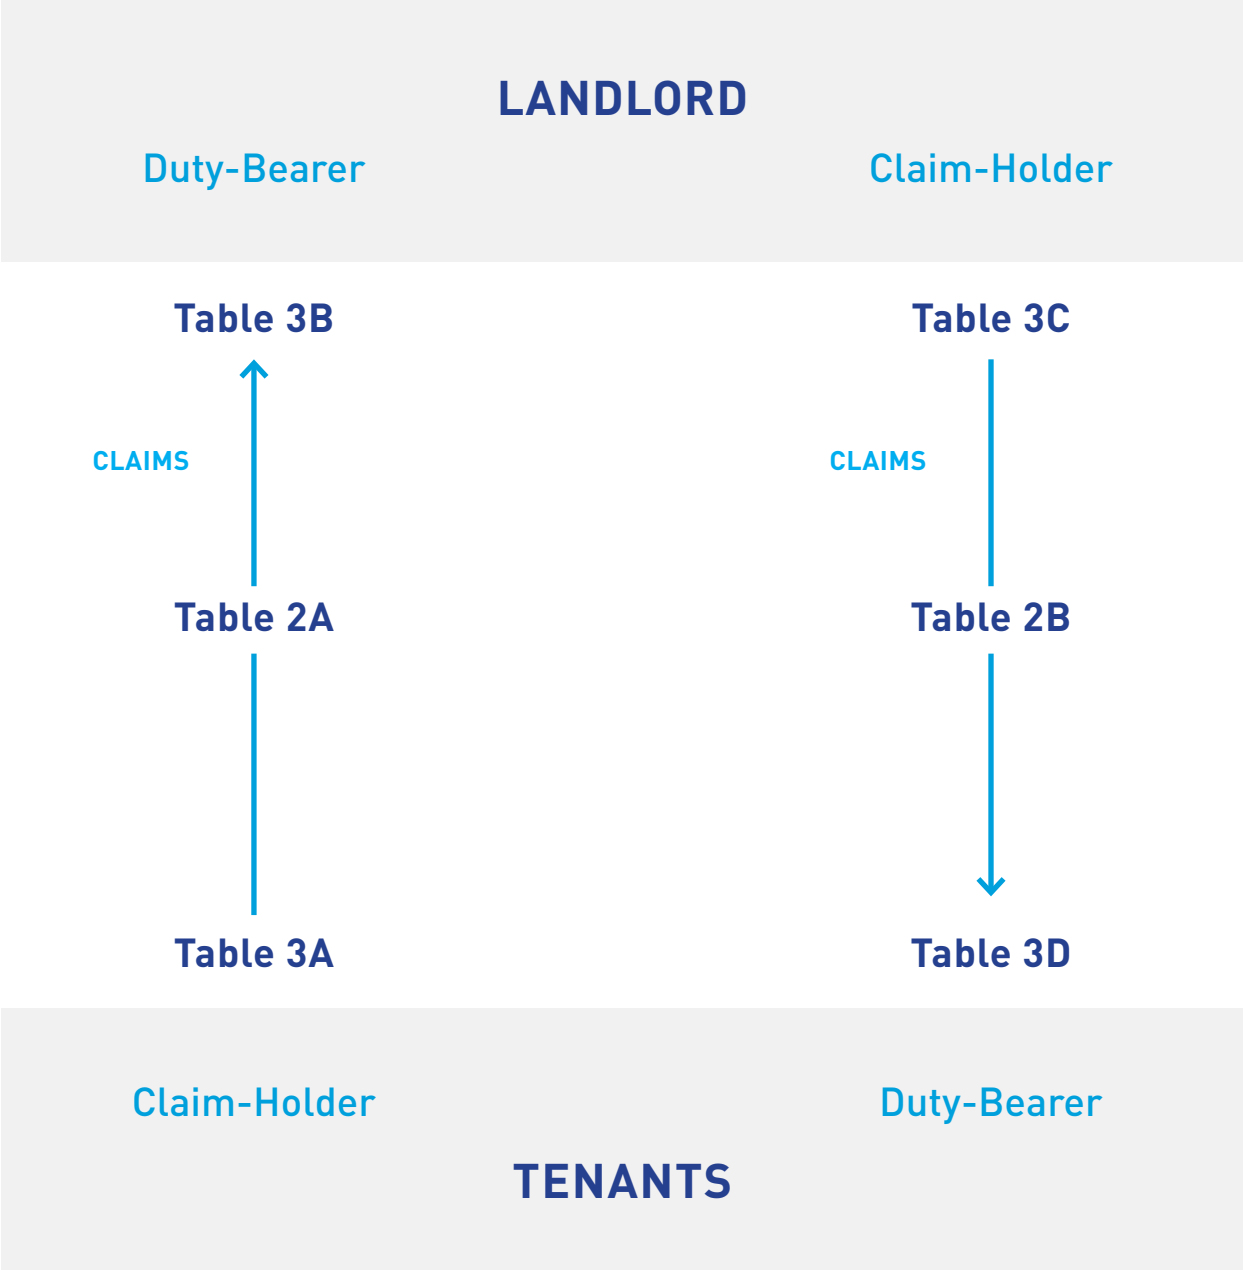 LANDLORD
Duty-Bearer Claim-Holder
Table 3B Table 3C
CLAIMS CLAIMS
Table 2A Table 2B
Table 3A Table 3D
Claim-Holder Duty-Bearer
TENANTS